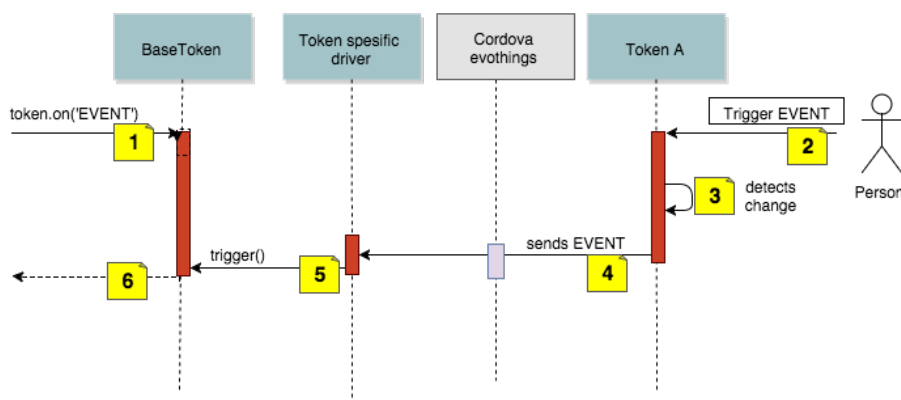 BaseToken
Token spesific
driver
Cordova
evothings
Token A
token.on('EVENT')
1
Trigger EVENT
2
3
detects
change
Person
sends EVENT
4
trigger()
5
6